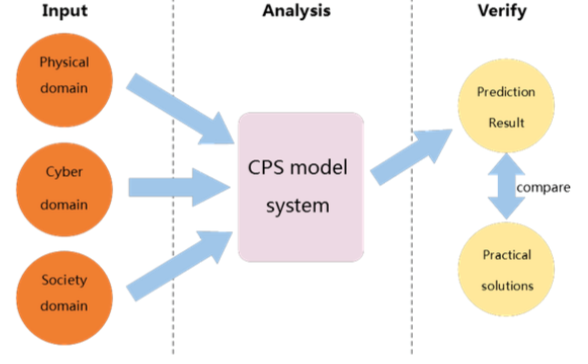 Input
Analysis
Verify
Physical
domain
Cyber
domain
Society
domain
CPS model
system
Prediction
Result
compare
Practical
solutions